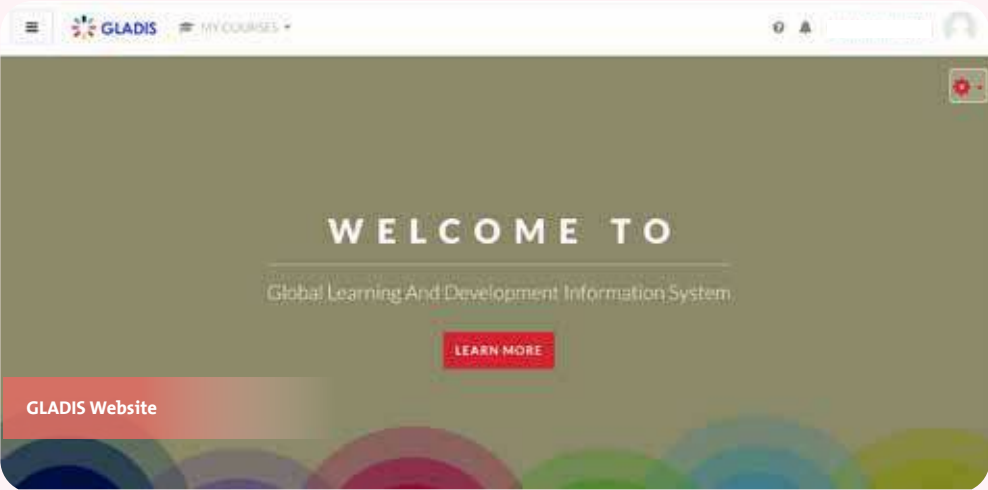 GLADIS MY COURSES
WELCOME TO
Global Learning And Development Information System
LEARN MORE
GLADIS Website